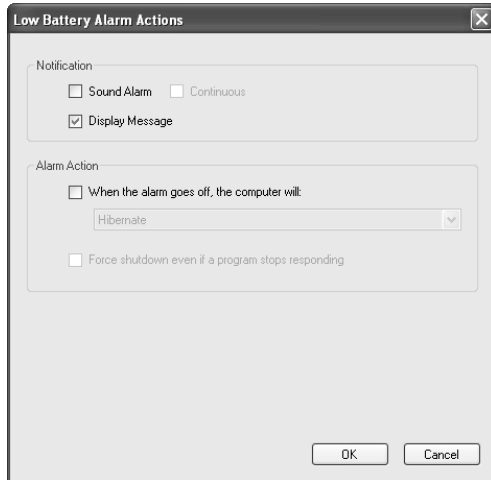 Low Battery Alarm Actions
Notification
Sound Alarm Continuous
Display Message
Alarm Action
When the alarm goes off, the computer will:
Hibernate
Force shutdown even if a program stops responding
OK Cancel